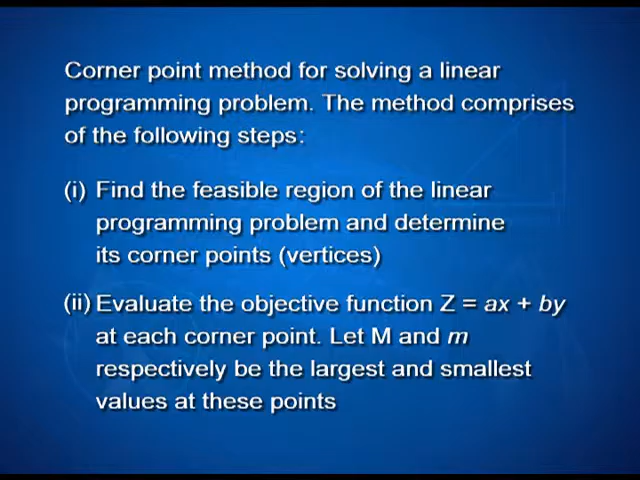 Corner point method for solving a linear
programming problem. The method comprises
of the following steps:
(i) Find the feasible region of the linear
programming problem and determine
its corner points (vertices)
(ii) Evaluate the objective function Z = ax + by
at each corner point. Let M and m
respectively be the largest and smallest
values at these points